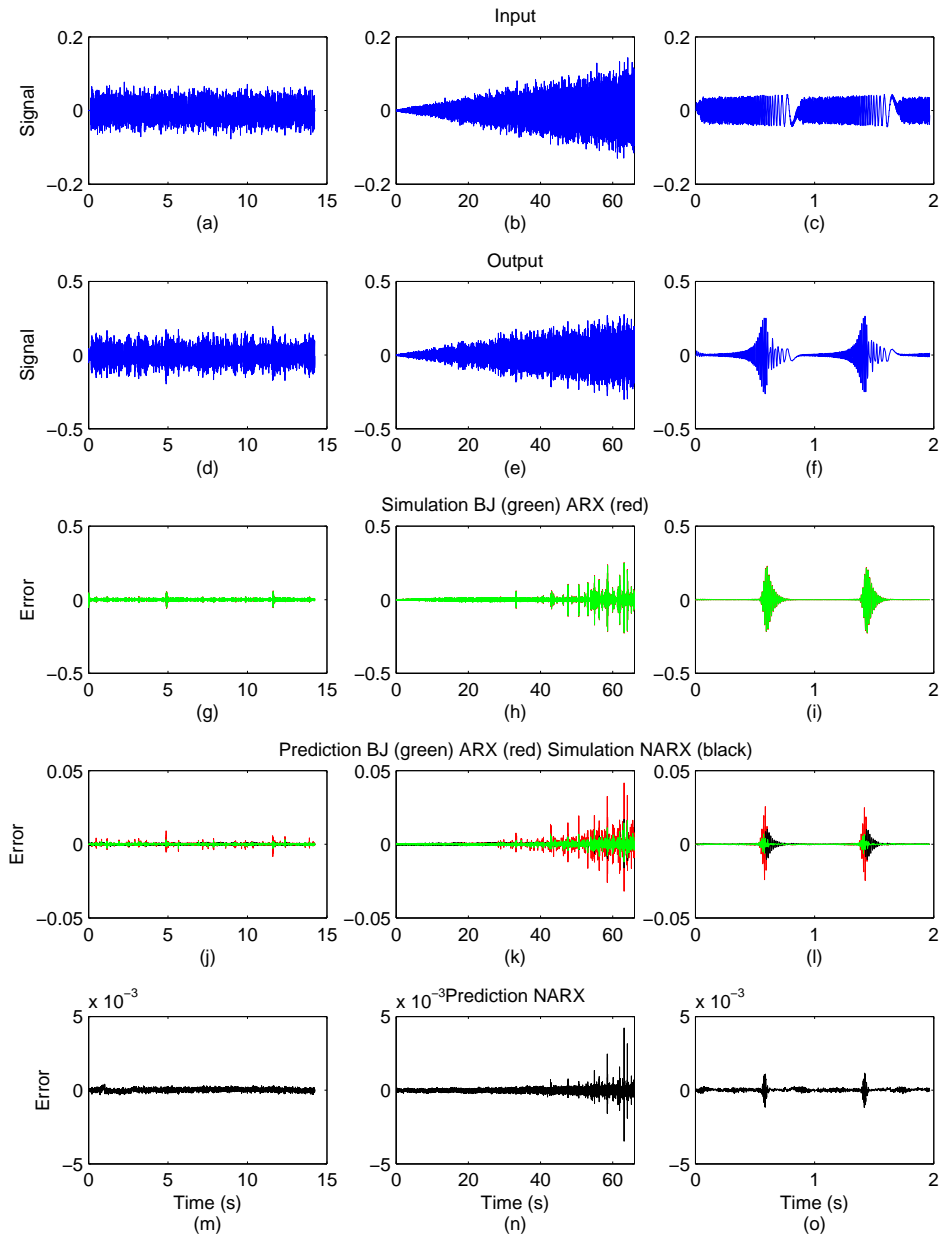 Input
0.2
0
−0.2
Signal
0 5 10 15
(a)
0.2
0
−0.2
0 20 40 60
(b)
0.2
0
−0.2
0 1 2
(c)
Output
0.5
0
−0.5
Signal
0 5 10 15
(d)
0.5
0
−0.5
0 20 40 60
(e)
0.5
0
−0.5
0 1 2
(f)
Simulation BJ (green) ARX (red)
0.5
0
−0.5
Error
0 5 10 15
(g)
0.5
0
−0.5
0 20 40 60
(h)
0.5
0
−0.5
0 1 2
(i)
Prediction BJ (green) ARX (red) Simulation NARX (black)
0.05
0
−0.05
Error
0 5 10 15
(j)
0.05
0
−0.05
0 20 40 60
(k)
0.05
0
−0.05
0 1 2
(l)
Prediction NARX
x 10⁻³
5
0
−5
Error
0 5 10 15
Time (s)
(m)
x 10⁻³
5
0
−5
0 20 40 60
Time (s)
(n)
x 10⁻³
5
0
−5
0 1 2
Time (s)
(o)